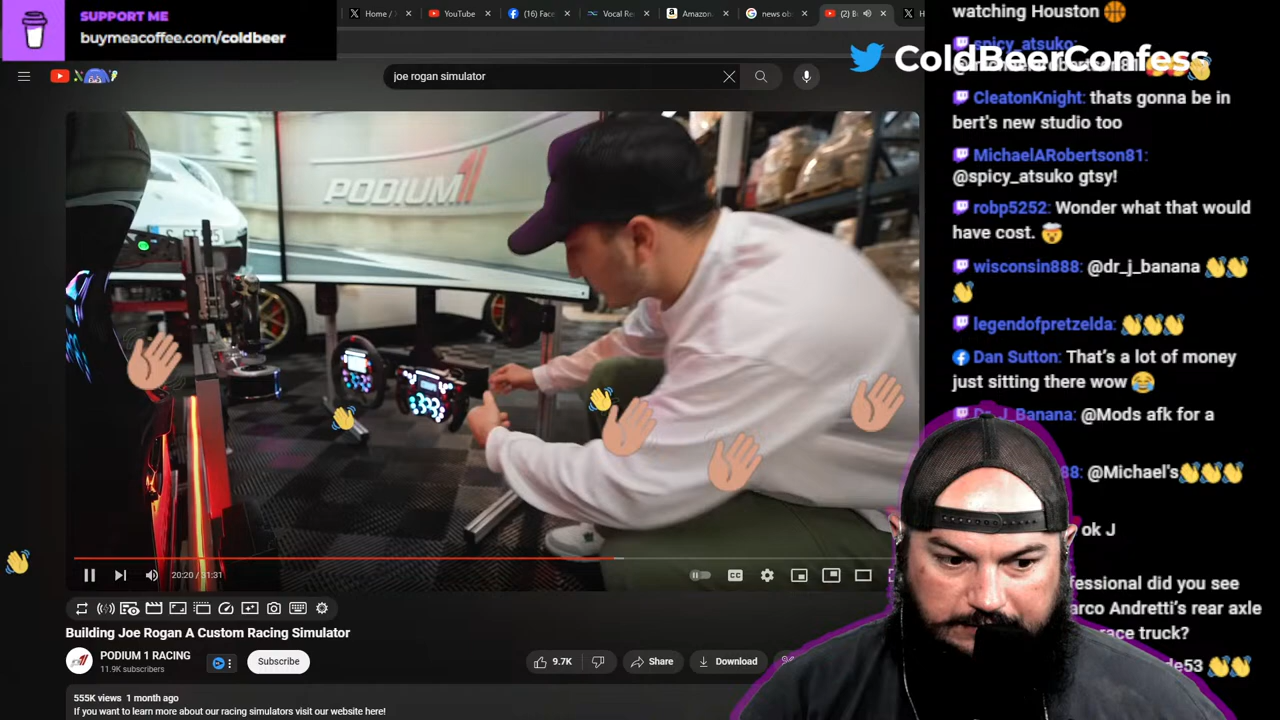 SUPPORT ME
buymeacoffee.com/coldbeer
Home /
YouTube
(16) Face
Vocal Re
Amazon
news ob
(2) B
H
joe rogan simulator
ColdBeerConfess
PODIUM 1
20:20 / 31:31
Building Joe Rogan A Custom Racing Simulator
PODIUM 1 RACING
11.9K subscribers
Subscribe
9.7K
Share
Download
555K views 1 month ago
If you want to learn more about our racing simulators visit our website here!
watching Houston
spicy_atsuko:
CleatonKnight: thats gonna be in
bert's new studio too
MichaelARobertson81:
@spicy_atsuko gtsy!
robp5252: Wonder what that would
have cost.
wisconsin888: @dr_j_banana
legendofpretzelda:
Dan Sutton: That's a lot of money
just sitting there wow
Dr_J_Banana: @Mods afk for a
88: @Michael's
ok J
fessional did you see
arco Andretti's rear axle
race truck?
de53